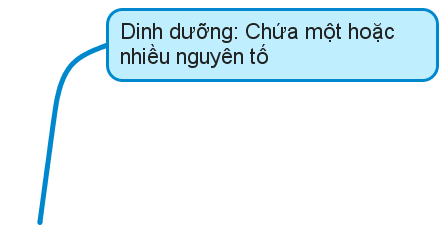 Dinh dưỡng: Chứa một hoặc
nhiều nguyên tố